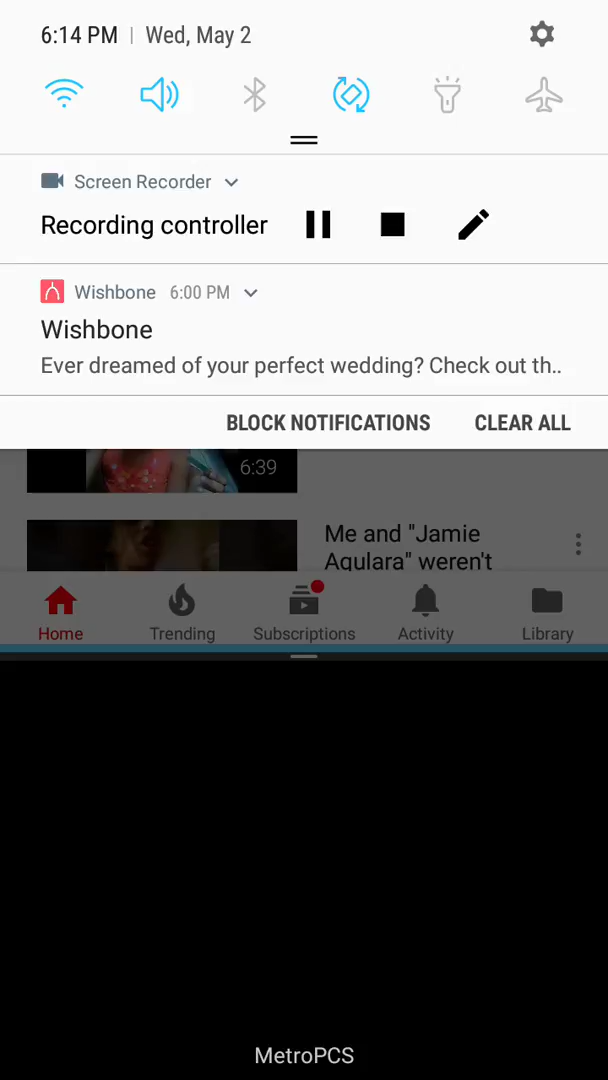 6:14 PM | Wed, May 2
Screen Recorder
Recording controller
Wishbone 6:00 PM
Wishbone
Ever dreamed of your perfect wedding? Check out th..
BLOCK NOTIFICATIONS CLEAR ALL
6:39
Me and "Jamie
Aqulara" weren't
Home Trending Subscriptions Activity Library
MetroPCS